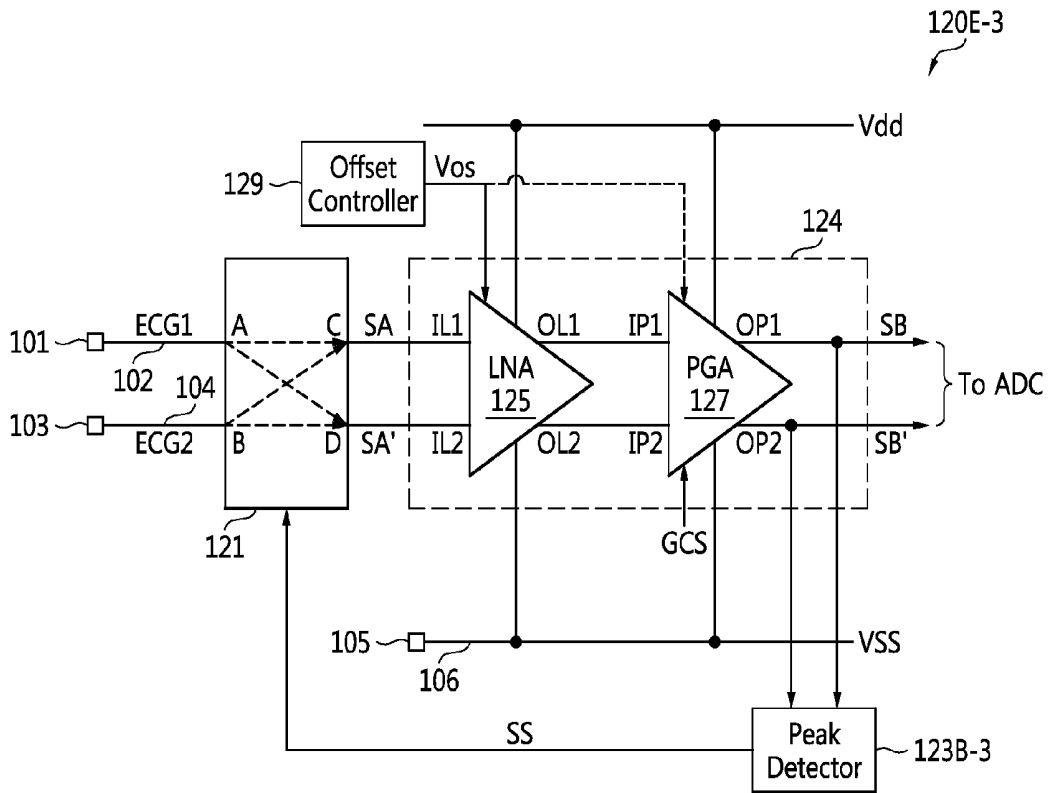 120E-3
Vdd
129
Offset
Controller
Vos
124
101
ECG1
A
C
SA
IL1
OL1
IP1
OP1
SB
102
LNA
125
PGA
127
To ADC
104
103
ECG2
B
D
SA'
IL2
OL2
IP2
OP2
SB'
121
GCS
105
106
VSS
SS
Peak
Detector
123B-3